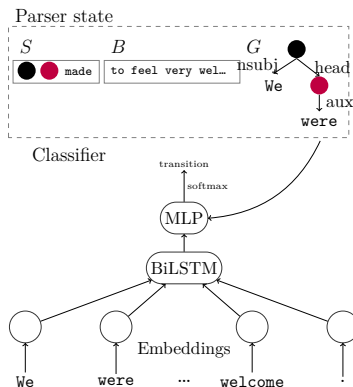 Parser state
S B G
made
to feel very wel…
nsubj head
We
aux
were
Classifier
transition
softmax
MLP
BiLSTM
Embeddings
We were ... welcome .